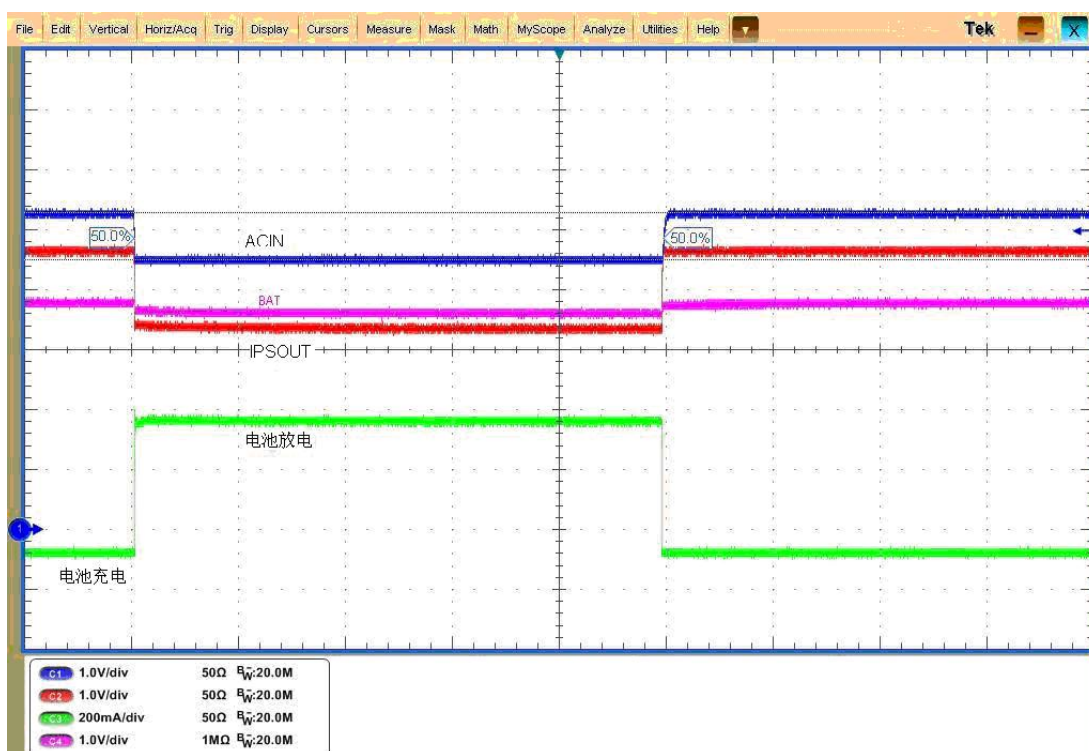 File Edit Vertical Horiz/Acq Trig Display Cursors Measure Mask Math MyScope Analyze Utilities Help Tek X
50.0% ACIN 50.0%
BAT
IPSOUT
电池放电
1
电池充电
C1 1.0V/div 50Ω BW:20.0M
C2 1.0V/div 50Ω BW:20.0M
C3 200mA/div 50Ω BW:20.0M
C4 1.0V/div 1MΩ BW:20.0M